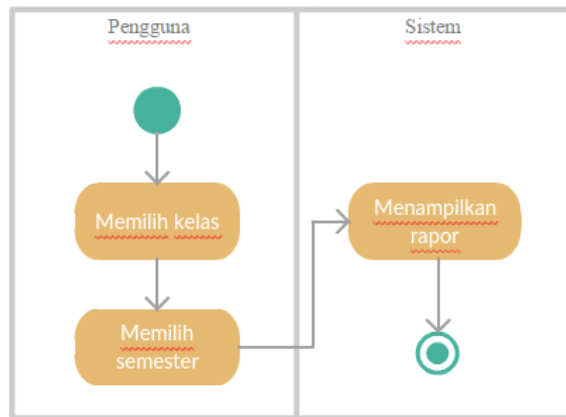 Pengguna
Sistem
Memilih kelas
Menampilkan
rapor
Memilih
semester